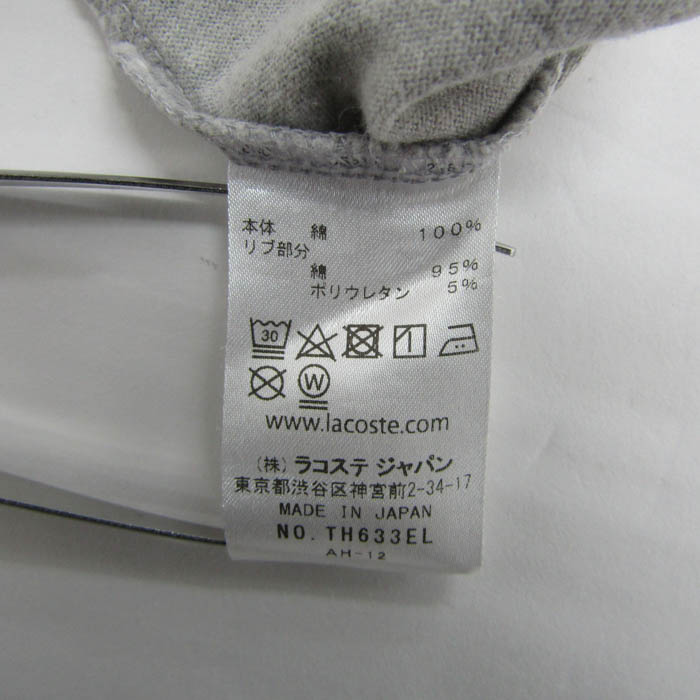 本体 綿 100%
リブ部分
綿 95%
ポリウレタン 5%
30
W
www.lacoste.com
(株) ラコステ ジャパン
東京都渋谷区神宮前2-34-17
MADE IN JAPAN
NO. TH633EL
AH-12